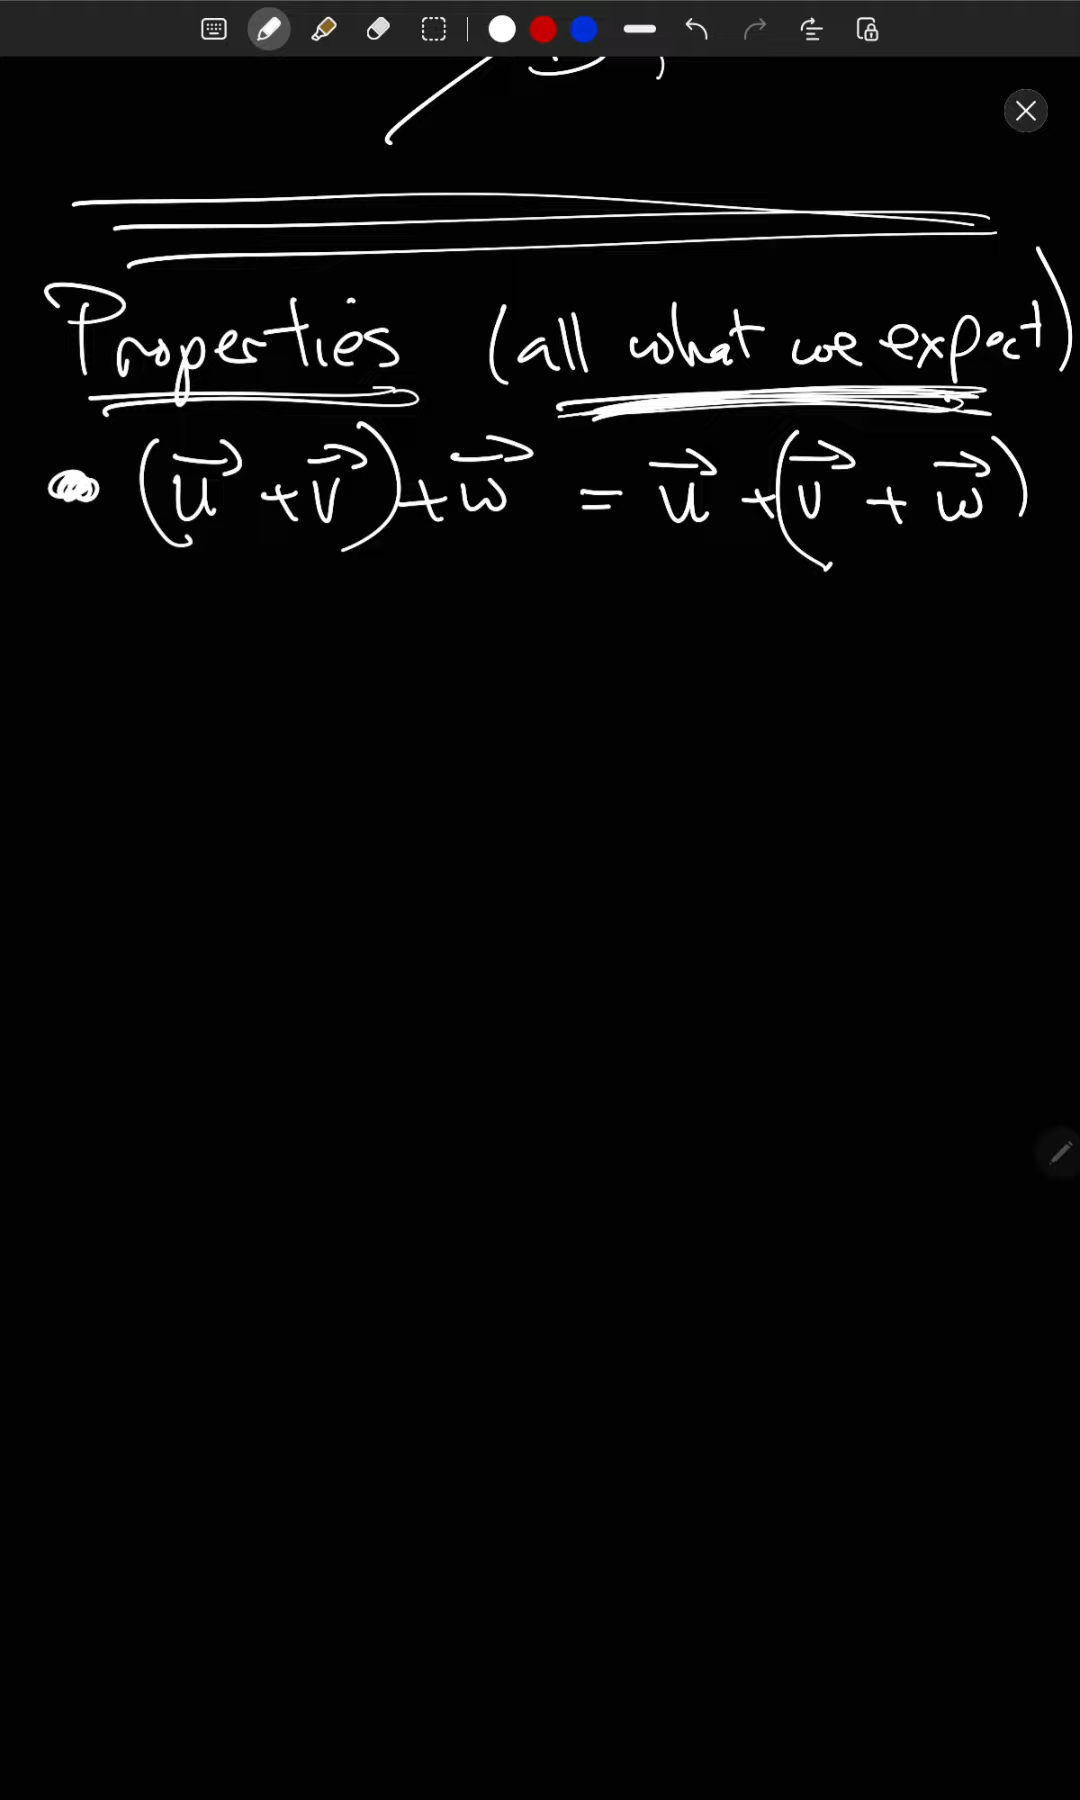 Properties (all what we expect)
• (u⃗ + v⃗) + w⃗ = u⃗ + (v⃗ + w⃗)